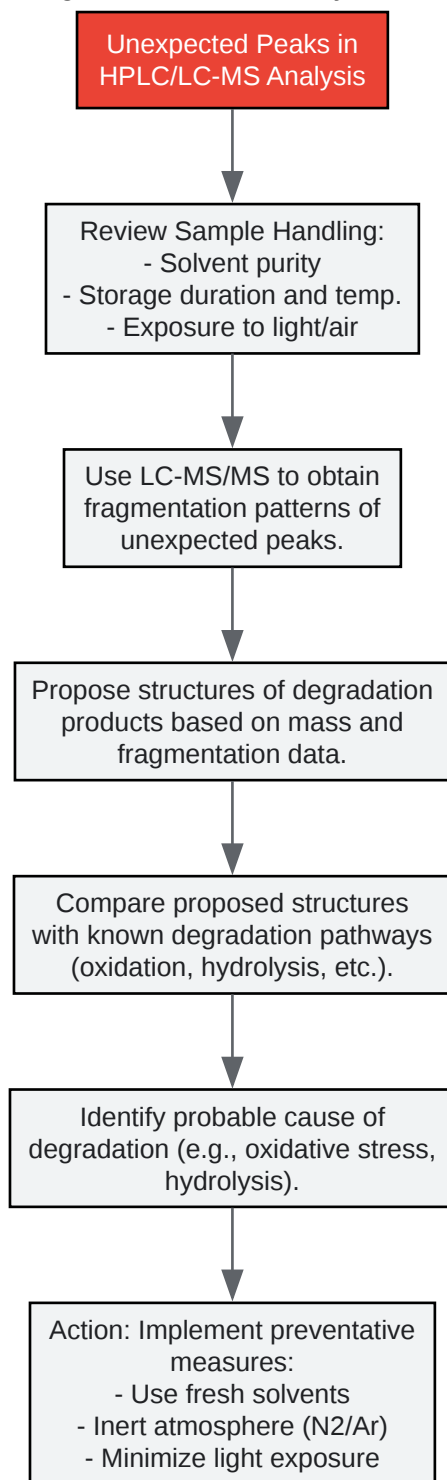 Unexpected Peaks in
HPLC/LC-MS Analysis
Review Sample Handling:
- Solvent purity
- Storage duration and temp.
- Exposure to light/air
Use LC-MS/MS to obtain
fragmentation patterns of
unexpected peaks.
Propose structures of degradation
products based on mass and
fragmentation data.
Compare proposed structures
with known degradation pathways
(oxidation, hydrolysis, etc.).
Identify probable cause of
degradation (e.g., oxidative stress,
hydrolysis).
Action: Implement preventative
measures:
- Use fresh solvents
- Inert atmosphere (N2/Ar)
- Minimize light exposure